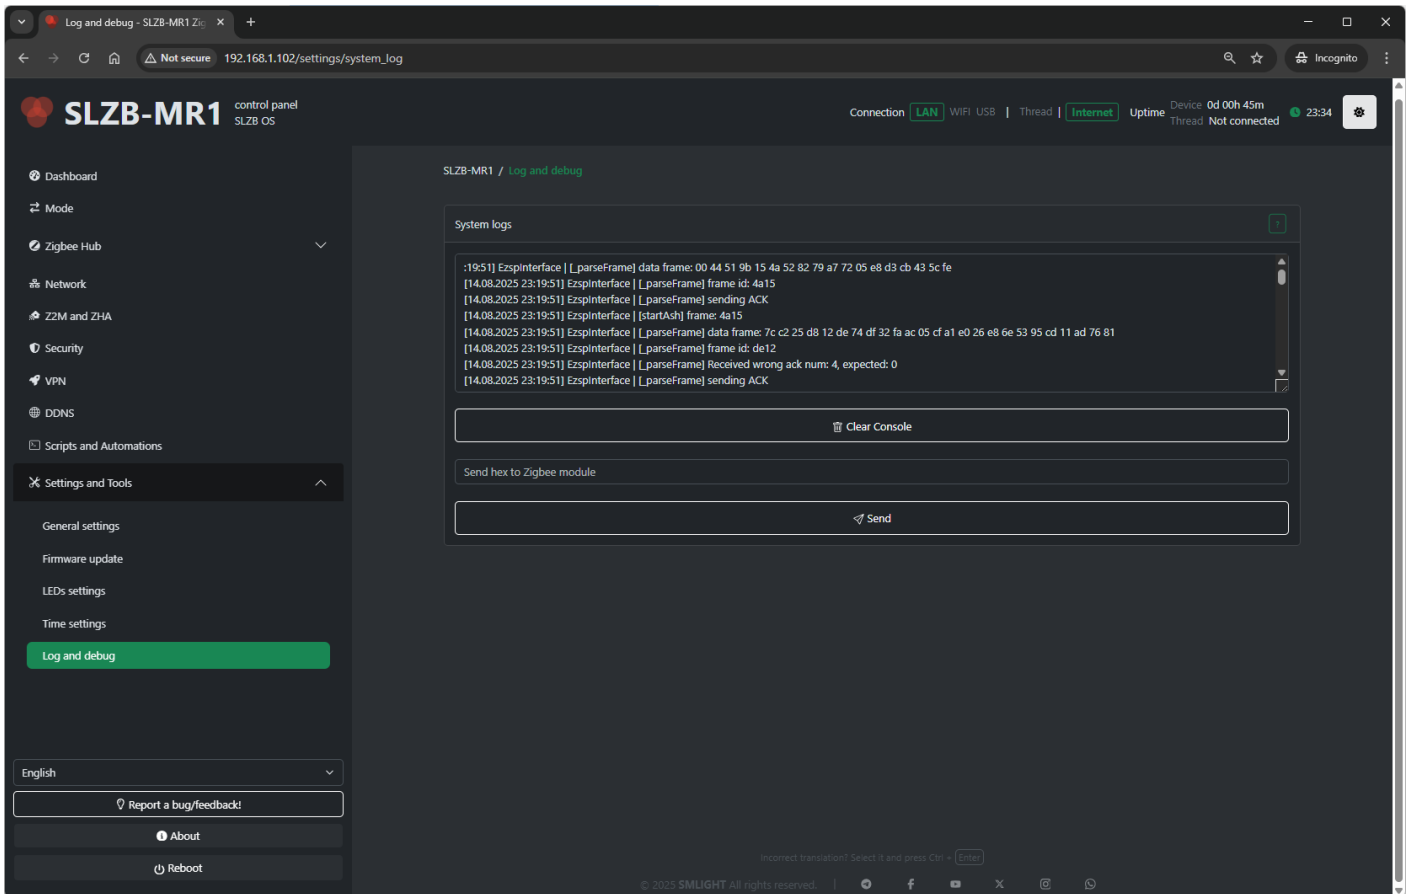 Log and debug - SLZB-MR1 Zig
Not secure 192.168.1.102/settings/system_log
Incognito
SLZB-MR1 control panel
SLZB OS
Connection LAN WIFI USB | Thread | Internet Uptime Device 0d 00h 45m
Thread Not connected
23:34
Dashboard
Mode
Zigbee Hub
Network
Z2M and ZHA
Security
VPN
DDNS
Scripts and Automations
Settings and Tools
General settings
Firmware update
LEDs settings
Time settings
Log and debug
English
Report a bug/feedback!
About
Reboot
SLZB-MR1 / Log and debug
System logs
?
:19:51] EzspInterface | [_parseFrame] data frame: 00 44 51 9b 15 4a 52 82 79 a7 72 05 e8 d3 cb 43 5c fe
[14.08.2025 23:19:51] EzspInterface | [_parseFrame] frame id: 4a15
[14.08.2025 23:19:51] EzspInterface | [_parseFrame] sending ACK
[14.08.2025 23:19:51] EzspInterface | [startAsh] frame: 4a15
[14.08.2025 23:19:51] EzspInterface | [_parseFrame] data frame: 7c c2 25 d8 12 de 74 df 32 fa ac 05 cf a1 e0 26 e8 6e 53 95 cd 11 ad 76 81
[14.08.2025 23:19:51] EzspInterface | [_parseFrame] frame id: de12
[14.08.2025 23:19:51] EzspInterface | [_parseFrame] Received wrong ack num: 4, expected: 0
[14.08.2025 23:19:51] EzspInterface | [_parseFrame] sending ACK
Clear Console
Send hex to Zigbee module
Send
Incorrect translation? Select it and press Ctrl + Enter
© 2025 SMLIGHT All rights reserved. |